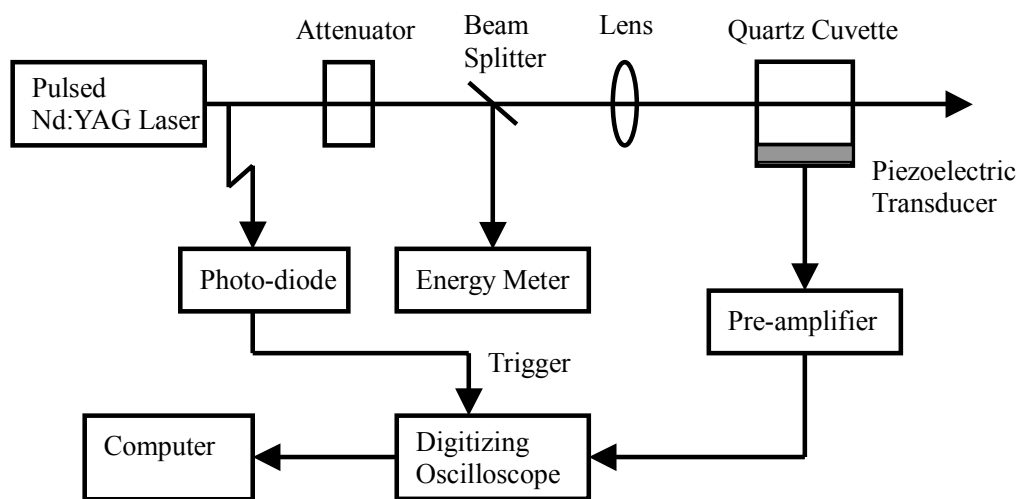 Attenuator
Beam
Splitter
Lens
Quartz Cuvette
Pulsed
Nd:YAG Laser
Piezoelectric
Transducer
Photo-diode
Energy Meter
Pre-amplifier
Trigger
Computer
Digitizing
Oscilloscope